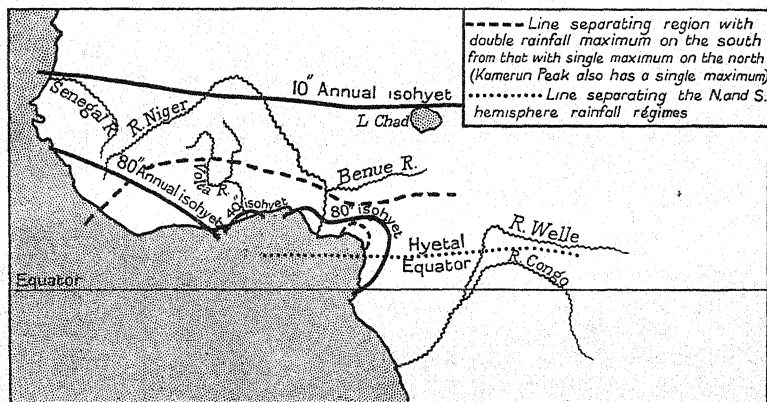 Line separating region with
double rainfall maximum on the south
from that with single maximum on the north
(Kamerun Peak also has a single maximum)
Line separating the N.and S.
hemisphere rainfall régimes
10" Annual isohyet
Senegal R.
R. Niger
L Chad
Benue R.
Volta R.
80" Annual isohyet
40" isohyet
80" isohyet
R. Welle
Hyetal
Equator
R. Congo
Equator